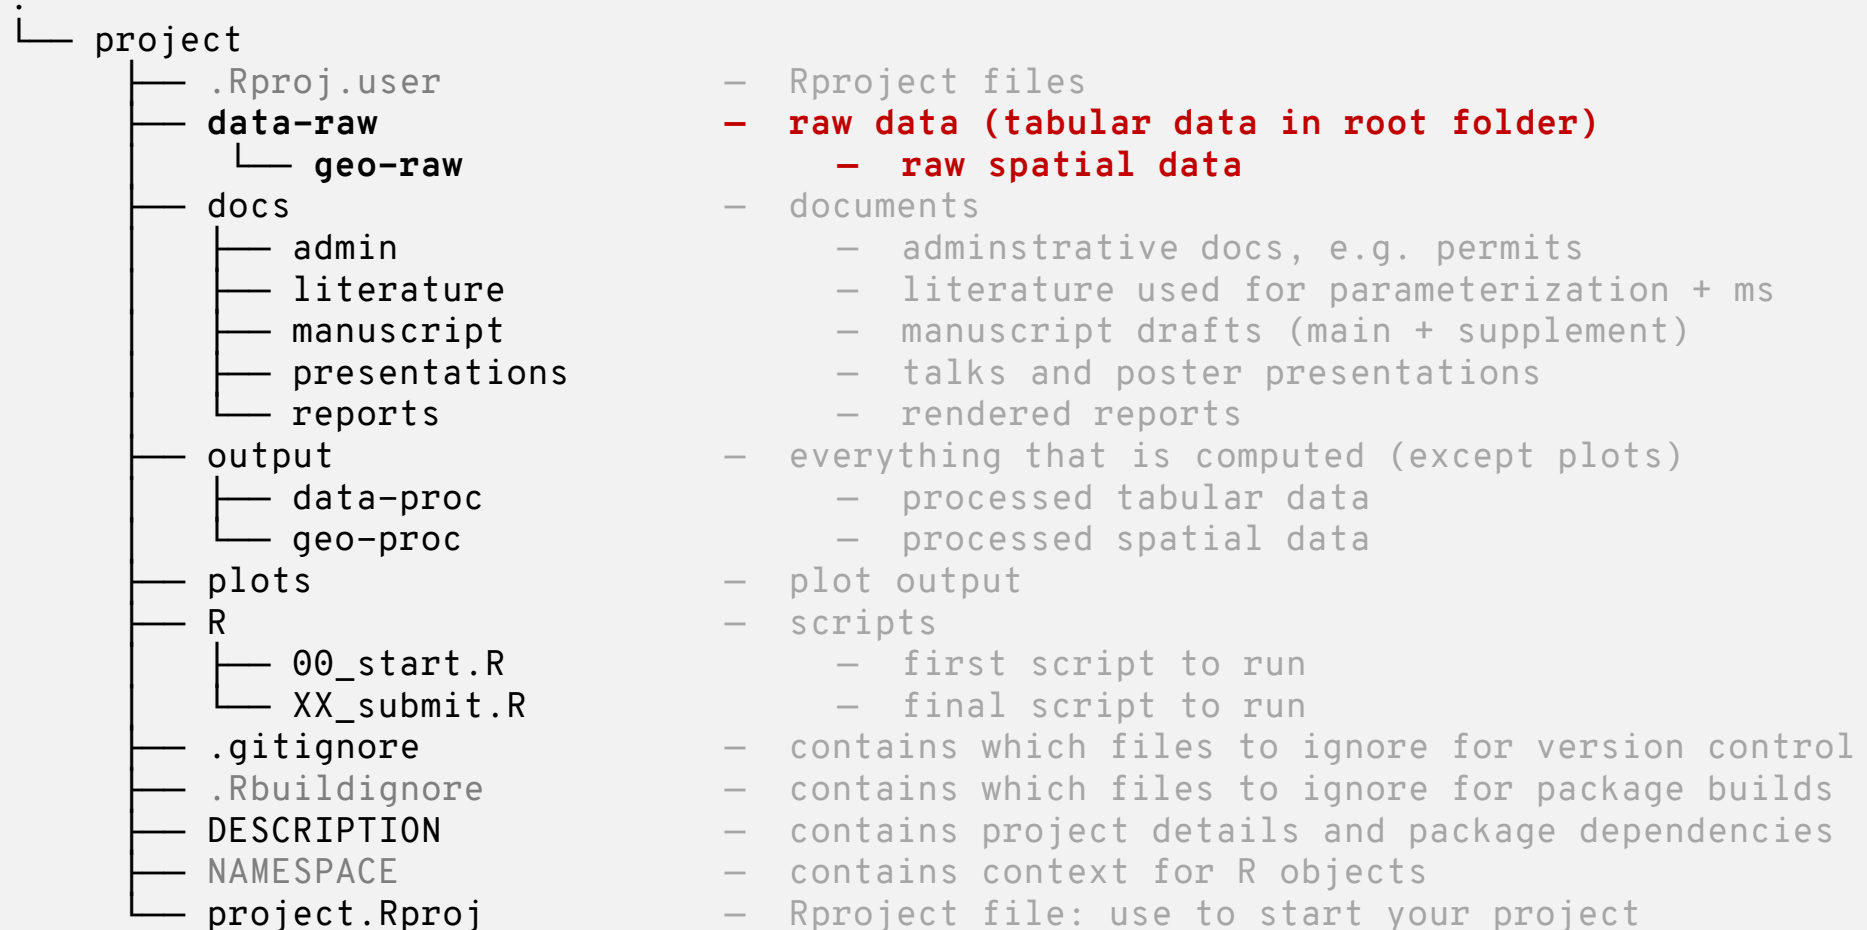 .
└── project
    ├── .Rproj.user — Rproject files
    ├── data-raw — raw data (tabular data in root folder)
    │   └── geo-raw — raw spatial data
    ├── docs — documents
    │   ├── admin — adminstrative docs, e.g. permits
    │   ├── literature — literature used for parameterization + ms
    │   ├── manuscript — manuscript drafts (main + supplement)
    │   ├── presentations — talks and poster presentations
    │   └── reports — rendered reports
    ├── output — everything that is computed (except plots)
    │   ├── data-proc — processed tabular data
    │   └── geo-proc — processed spatial data
    ├── plots — plot output
    ├── R — scripts
    │   ├── 00_start.R — first script to run
    │   └── XX_submit.R — final script to run
    ├── .gitignore — contains which files to ignore for version control
    ├── .Rbuildignore — contains which files to ignore for package builds
    ├── DESCRIPTION — contains project details and package dependencies
    ├── NAMESPACE — contains context for R objects
    └── project.Rproj — Rproject file: use to start your project